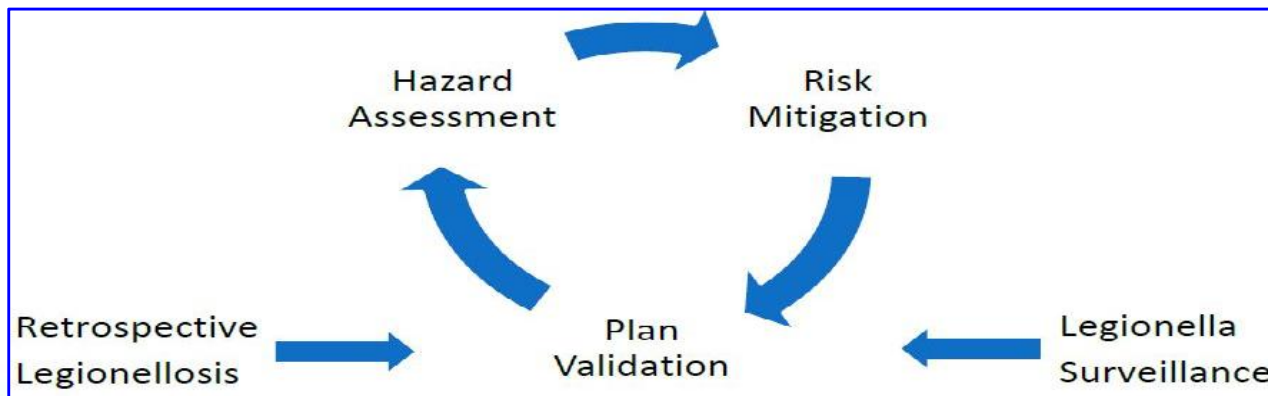 Hazard
Assessment
Risk
Mitigation
Retrospective
Legionellosis
Plan
Validation
Legionella
Surveillance